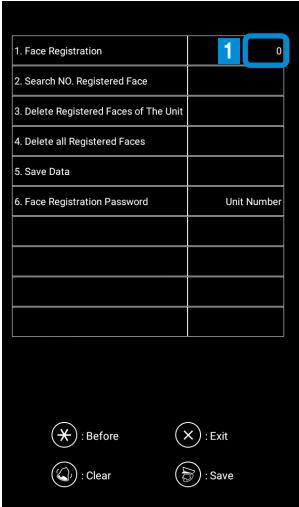 1. Face Registration 1 0
2. Search NO. Registered Face
3. Delete Registered Faces of The Unit
4. Delete all Registered Faces
5. Save Data
6. Face Registration Password Unit Number
: Before : Exit
: Clear : Save